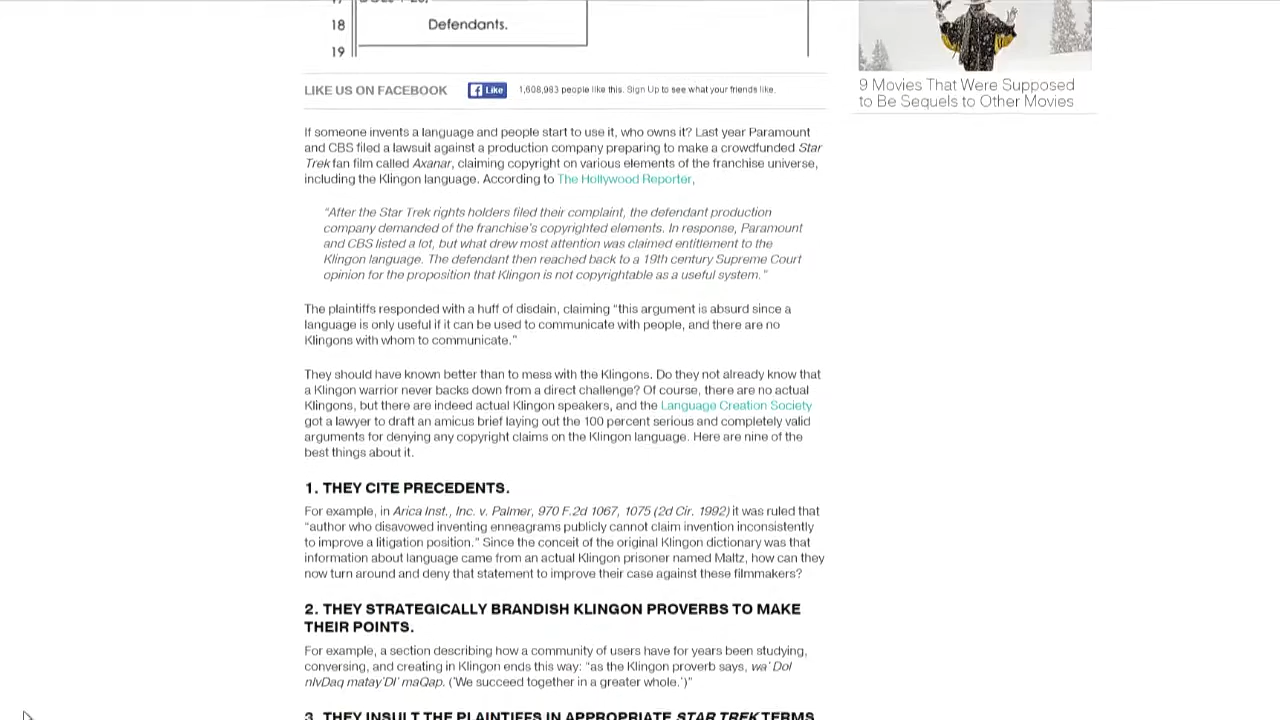 18
Defendants.
19
LIKE US ON FACEBOOK
Like
1,608,983 people like this. Sign Up to see what your friends like.
9 Movies That Were Supposed
to Be Sequels to Other Movies
If someone invents a language and people start to use it, who owns it? Last year Paramount
and CBS filed a lawsuit against a production company preparing to make a crowdfunded Star
Trek fan film called Axanar, claiming copyright on various elements of the franchise universe,
including the Klingon language. According to The Hollywood Reporter,
"After the Star Trek rights holders filed their complaint, the defendant production
company demanded of the franchise's copyrighted elements. In response, Paramount
and CBS listed a lot, but what drew most attention was claimed entitlement to the
Klingon language. The defendant then reached back to a 19th century Supreme Court
opinion for the proposition that Klingon is not copyrightable as a useful system."
The plaintiffs responded with a huff of disdain, claiming "this argument is absurd since a
language is only useful if it can be used to communicate with people, and there are no
Klingons with whom to communicate."
They should have known better than to mess with the Klingons. Do they not already know that
a Klingon warrior never backs down from a direct challenge? Of course, there are no actual
Klingons, but there are indeed actual Klingon speakers, and the Language Creation Society
got a lawyer to draft an amicus brief laying out the 100 percent serious and completely valid
arguments for denying any copyright claims on the Klingon language. Here are nine of the
best things about it.
1. THEY CITE PRECEDENTS.
For example, in Arica Inst., Inc. v. Palmer, 970 F.2d 1067, 1075 (2d Cir. 1992) it was ruled that
"author who disavowed inventing enneagrams publicly cannot claim invention inconsistently
to improve a litigation position." Since the conceit of the original Klingon dictionary was that
information about language came from an actual Klingon prisoner named Maltz, how can they
now turn around and deny that statement to improve their case against these filmmakers?
2. THEY STRATEGICALLY BRANDISH KLINGON PROVERBS TO MAKE
THEIR POINTS.
For example, a section describing how a community of users have for years been studying,
conversing, and creating in Klingon ends this way: "as the Klingon proverb says, wa' Dol
nIvDaq matay'DI' maQap. ('We succeed together in a greater whole.')"
3. THEY INSULT THE PLAINTIFFS IN APPROPRIATE STAR TREK TERMS